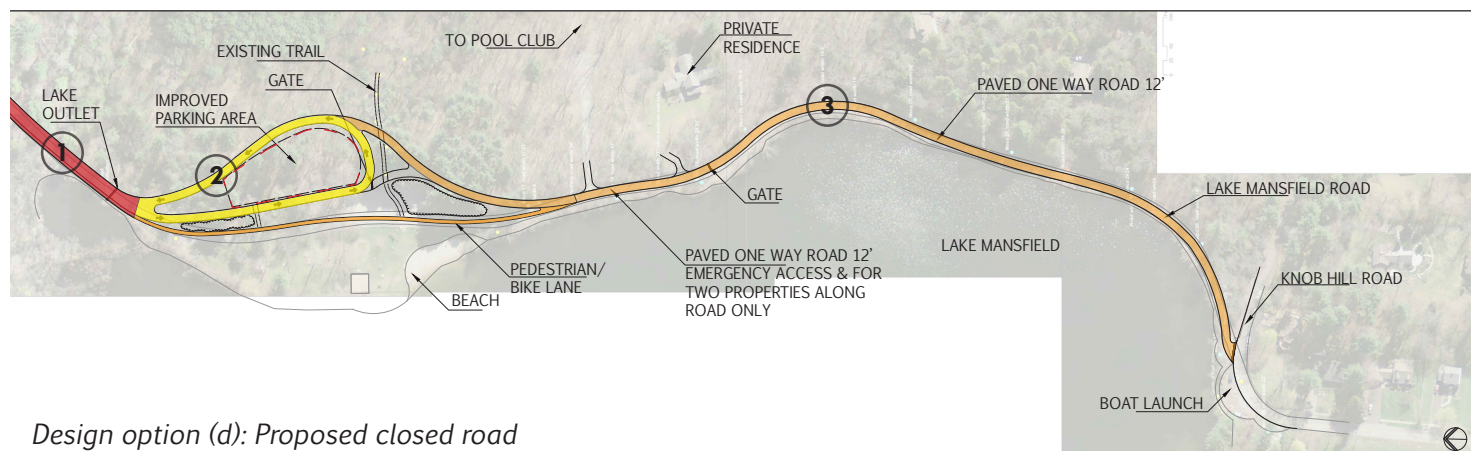 TO POOL CLUB
PRIVATE
RESIDENCE
EXISTING TRAIL
GATE
PAVED ONE WAY ROAD 12'
LAKE
OUTLET
IMPROVED
PARKING AREA
1
2
3
GATE
LAKE MANSFIELD ROAD
LAKE MANSFIELD
PEDESTRIAN/
BIKE LANE
BEACH
PAVED ONE WAY ROAD 12'
EMERGENCY ACCESS & FOR
TWO PROPERTIES ALONG
ROAD ONLY
KNOB HILL ROAD
BOAT LAUNCH
Design option (d): Proposed closed road